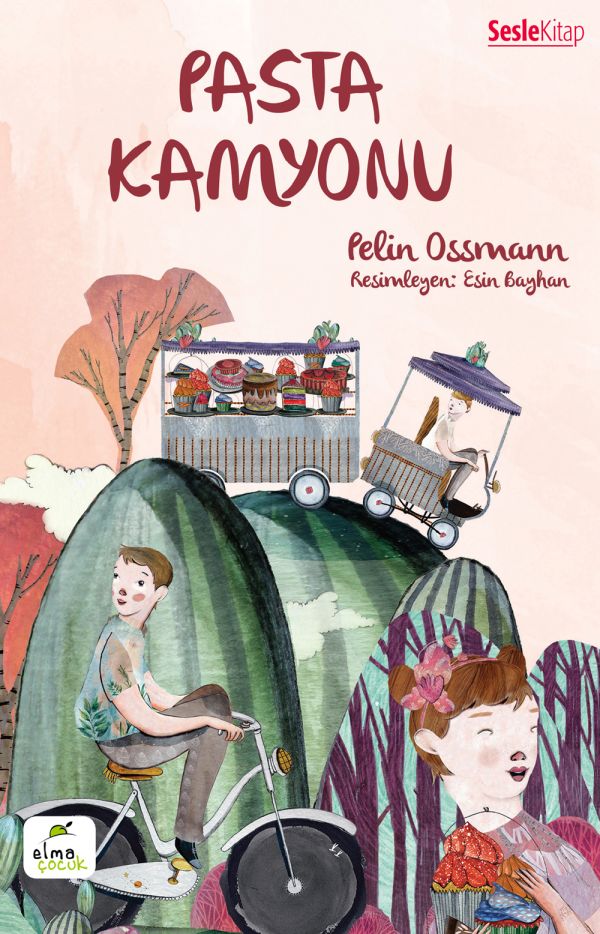 SesleKitap
PASTA
KAMYONU
Pelin Ossmann
Resimleyen: Esin Bayhan
elma
çocuk